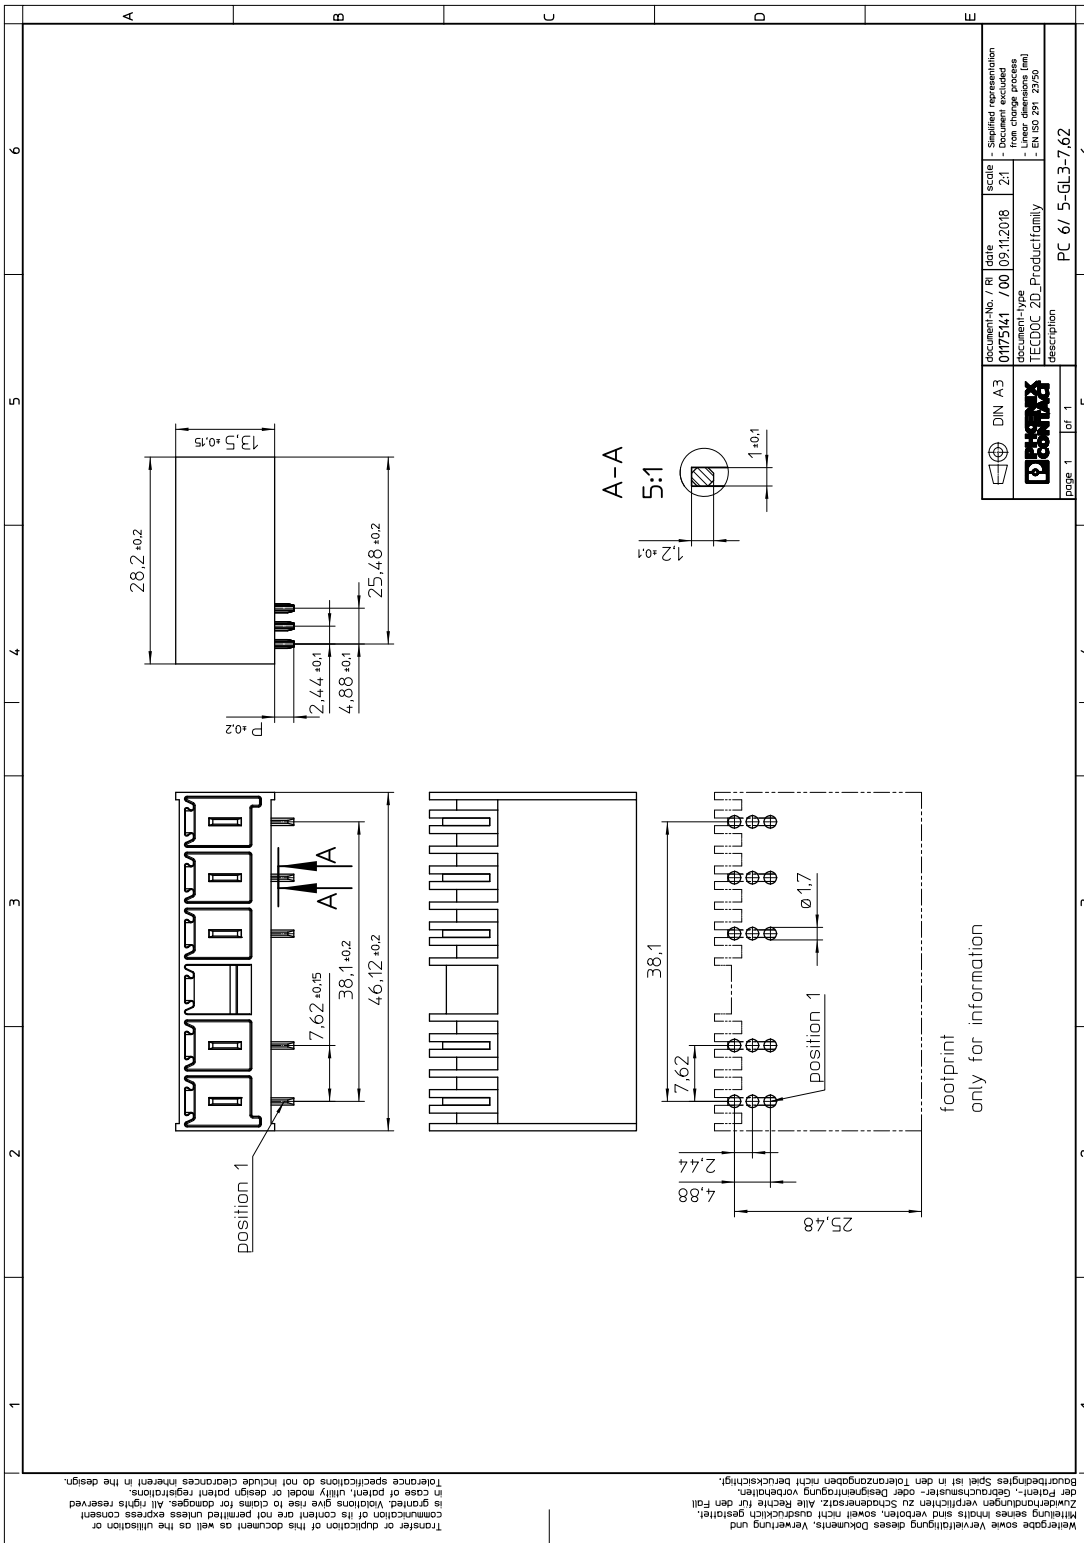 1
2
3
4
5
6
A
B
C
D
E
position 1
7,62 ±0,15
38,1 ±0,2
46,12 ±0,2
A
A
28,2 ±0,2
13,5 ±0,15
P ±0,2
2,44 ±0,1
4,88 ±0,1
25,48 ±0,2
A-A
5:1
1,2 ±0,1
1 ±0,1
38,1
7,62
ø1,7
position 1
2,44
4,88
25,48
footprint
only for information
DIN A3
PHOENIX
CONTACT
page 1 of 1
document-No. / RI
01175141 / 00
date
09.11.2018
scale
2:1
document-type
TECDOC 2D_Productfamily
description
PC 6/ 5-GL3-7,62
- Simplified representation
- Document excluded
from change process
- Linear dimensions [mm]
- EN ISO 291 23/50
Transfer or duplication of this document as well as the utilisation or
communication of its content are not permitted unless express consent
is granted. Violations give rise to claims for damages. All rights reserved
in case of patent, utility model or design patent registrations.
Tolerance specifications do not include clearances inherent in the design.
Weitergabe sowie Vervielfältigung dieses Dokuments, Verwertung und
Mitteilung seines Inhalts sind verboten, soweit nicht ausdrücklich gestattet.
Zuwiderhandlungen verpflichten zu Schadenersatz. Alle Rechte für den Fall
der Patent-, Gebrauchsmuster- oder Designeintragung vorbehalten.
Bauartbedingtes Spiel ist in den Toleranzangaben nicht berücksichtigt.